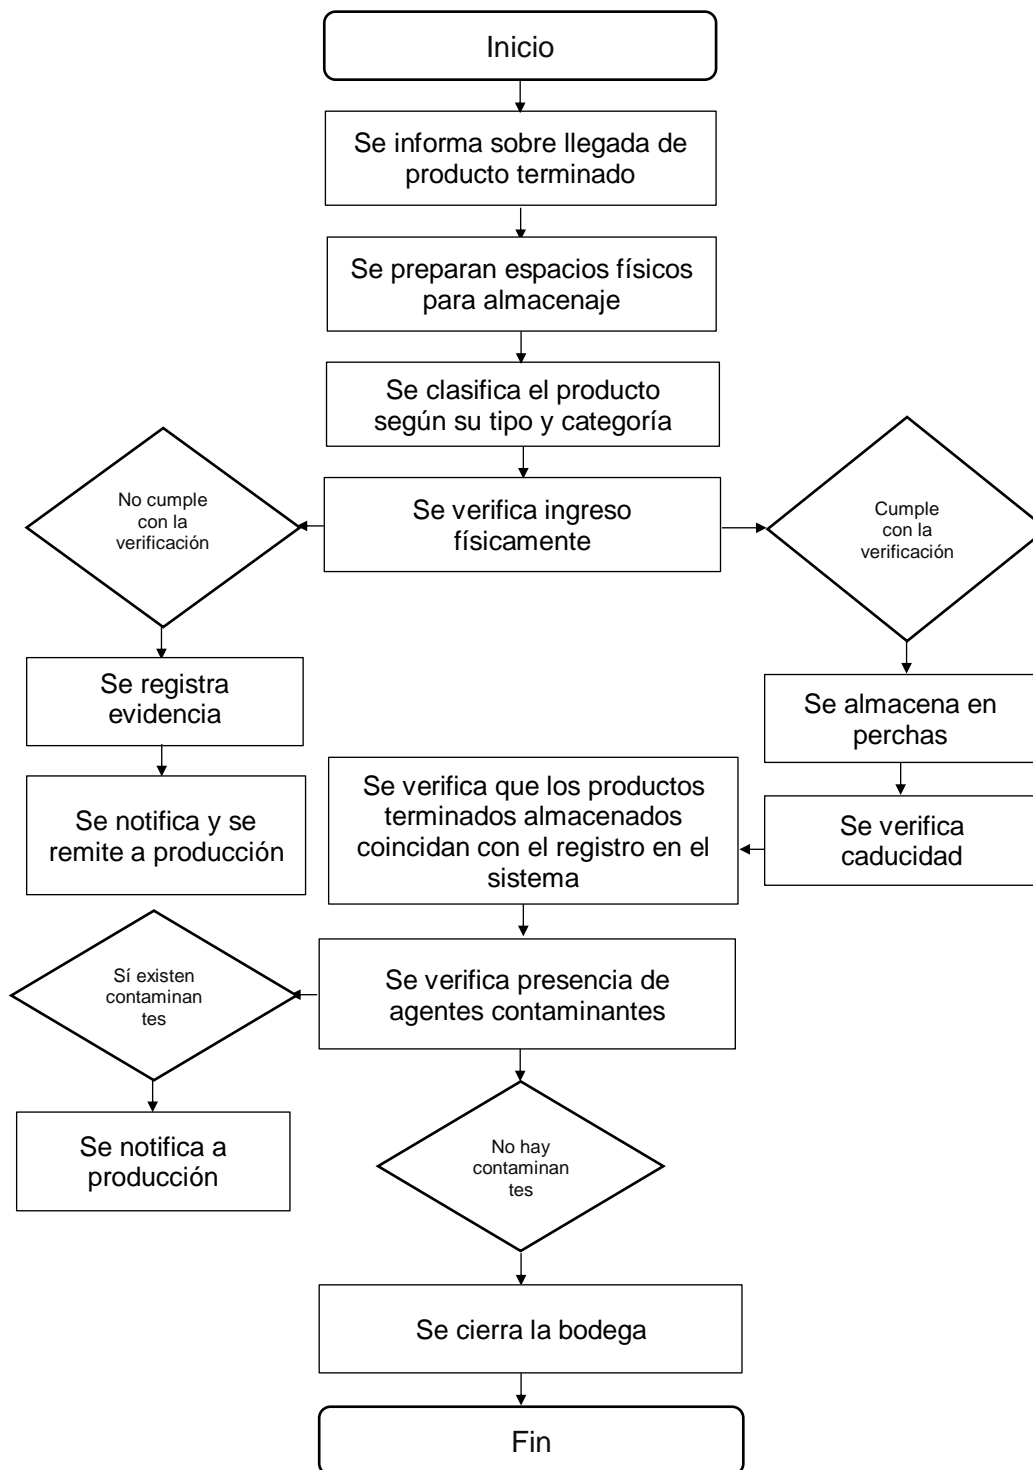 Inicio
Se informa sobre llegada de
producto terminado
Se preparan espacios físicos
para almacenaje
Se clasifica el producto
según su tipo y categoría
Se verifica ingreso
físicamente
No cumple
con la
verificación
Cumple
con la
verificación
Se registra
evidencia
Se notifica y se
remite a producción
Se almacena en
perchas
Se verifica
caducidad
Se verifica que los productos
terminados almacenados
coincidan con el registro en el
sistema
Se verifica presencia de
agentes contaminantes
Sí existen
contaminan
tes
Se notifica a
producción
No hay
contaminan
tes
Se cierra la bodega
Fin